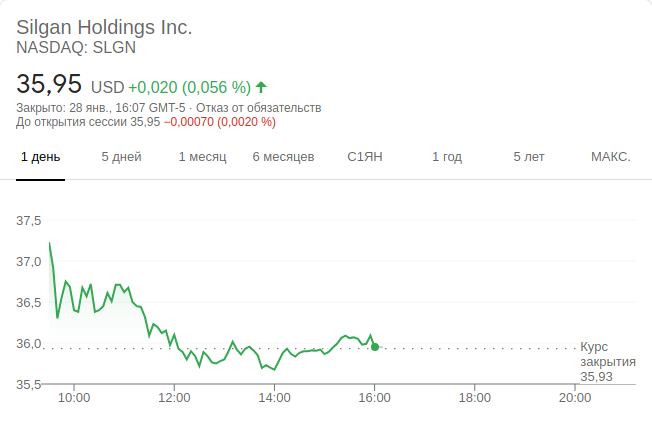 Silgan Holdings Inc.
NASDAQ: SLGN
35,95 USD +0,020 (0,056 %)
Закрыто: 28 янв., 16:07 GMT-5 · Отказ от обязательств
До открытия сессии 35,95 −0,00070 (0,0020 %)
1 день 5 дней 1 месяц 6 месяцев С1ЯН 1 год 5 лет МАКС.
37,5
37,0
36,5
36,0
Курс
закрытия
35,93
35,5
10:00 12:00 14:00 16:00 18:00 20:00